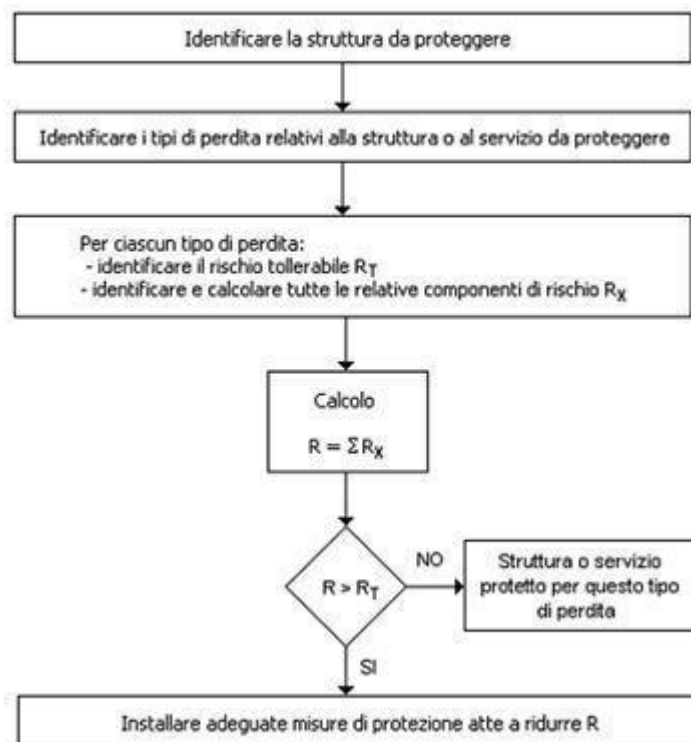 Identificare la struttura da proteggere
Identificare i tipi di perdita relativi alla struttura o al servizio da proteggere
Per ciascun tipo di perdita:
- identificare il rischio tollerabile RT
- identificare e calcolare tutte le relative componenti di rischio RX
Calcolo
R = ΣRX
R > RT
NO
Struttura o servizio
protetto per questo tipo
di perdita
SI
Installare adeguate misure di protezione atte a ridurre R